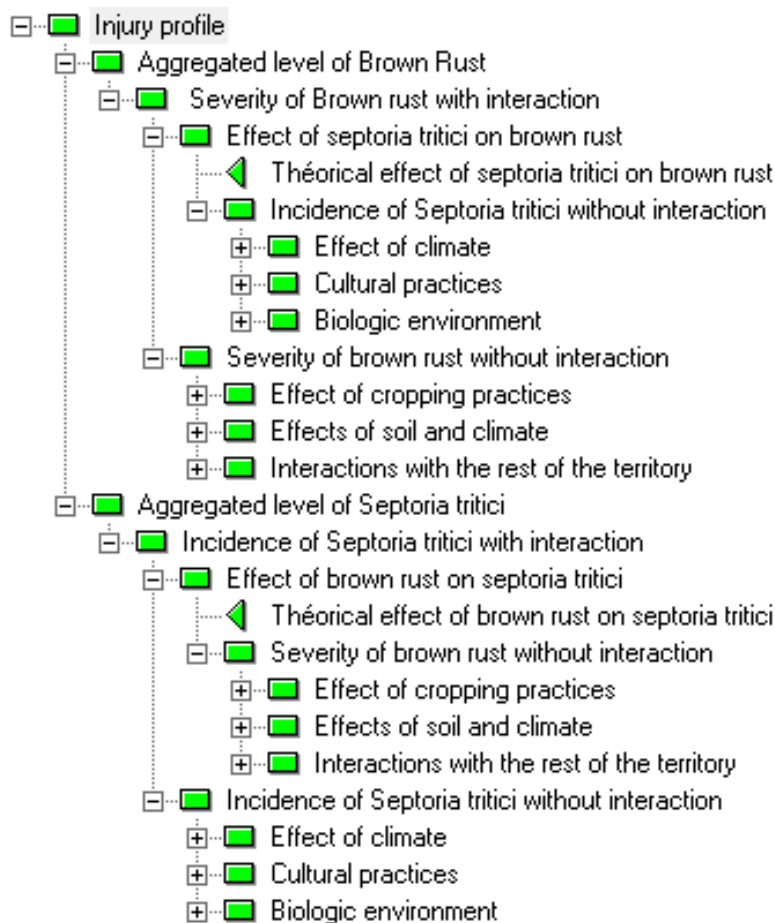 Injury profile
Aggregated level of Brown Rust
Severity of Brown rust with interaction
Effect of septoria tritici on brown rust
Théorical effect of septoria tritici on brown rust
Incidence of Septoria tritici without interaction
Effect of climate
Cultural practices
Biologic environment
Severity of brown rust without interaction
Effect of cropping practices
Effects of soil and climate
Interactions with the rest of the territory
Aggregated level of Septoria tritici
Incidence of Septoria tritici with interaction
Effect of brown rust on septoria tritici
Théorical effect of brown rust on septoria tritici
Severity of brown rust without interaction
Effect of cropping practices
Effects of soil and climate
Interactions with the rest of the territory
Incidence of Septoria tritici without interaction
Effect of climate
Cultural practices
Biologic environment